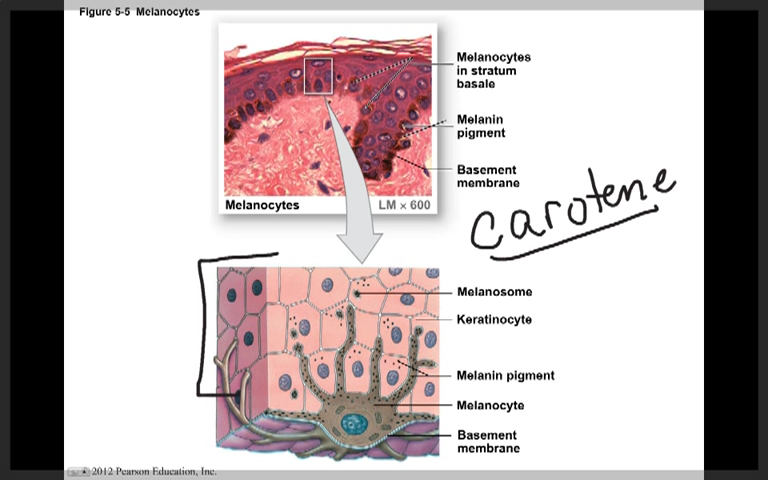 Figure 5-5 Melanocytes
Melanocytes
in stratum
basale
Melanin
pigment
Basement
membrane
Melanocytes
LM × 600
carotene
Melanosome
Keratinocyte
Melanin pigment
Melanocyte
Basement
membrane
2012 Pearson Education, Inc.